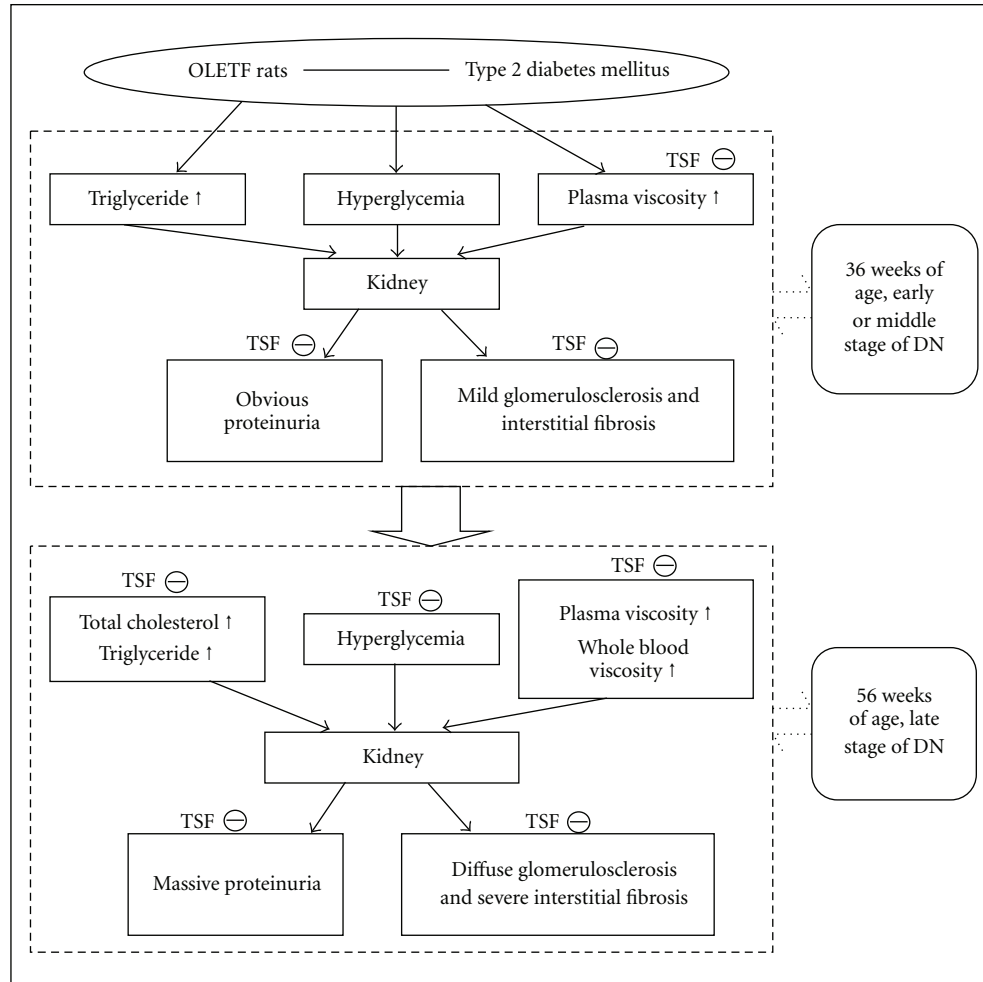 OLETF rats Type 2 diabetes mellitus
TSF ⊖
Triglyceride ↑
Hyperglycemia
Plasma viscosity ↑
Kidney
36 weeks of
age, early
or middle
stage of DN
TSF ⊖
TSF ⊖
Obvious
proteinuria
Mild glomerulosclerosis and
interstitial fibrosis
TSF ⊖
TSF ⊖
TSF ⊖
Total cholesterol ↑
Triglyceride ↑
Hyperglycemia
Plasma viscosity ↑
Whole blood
viscosity ↑
Kidney
56 weeks
of age, late
stage of DN
TSF ⊖
TSF ⊖
Massive proteinuria
Diffuse glomerulosclerosis
and severe interstitial fibrosis